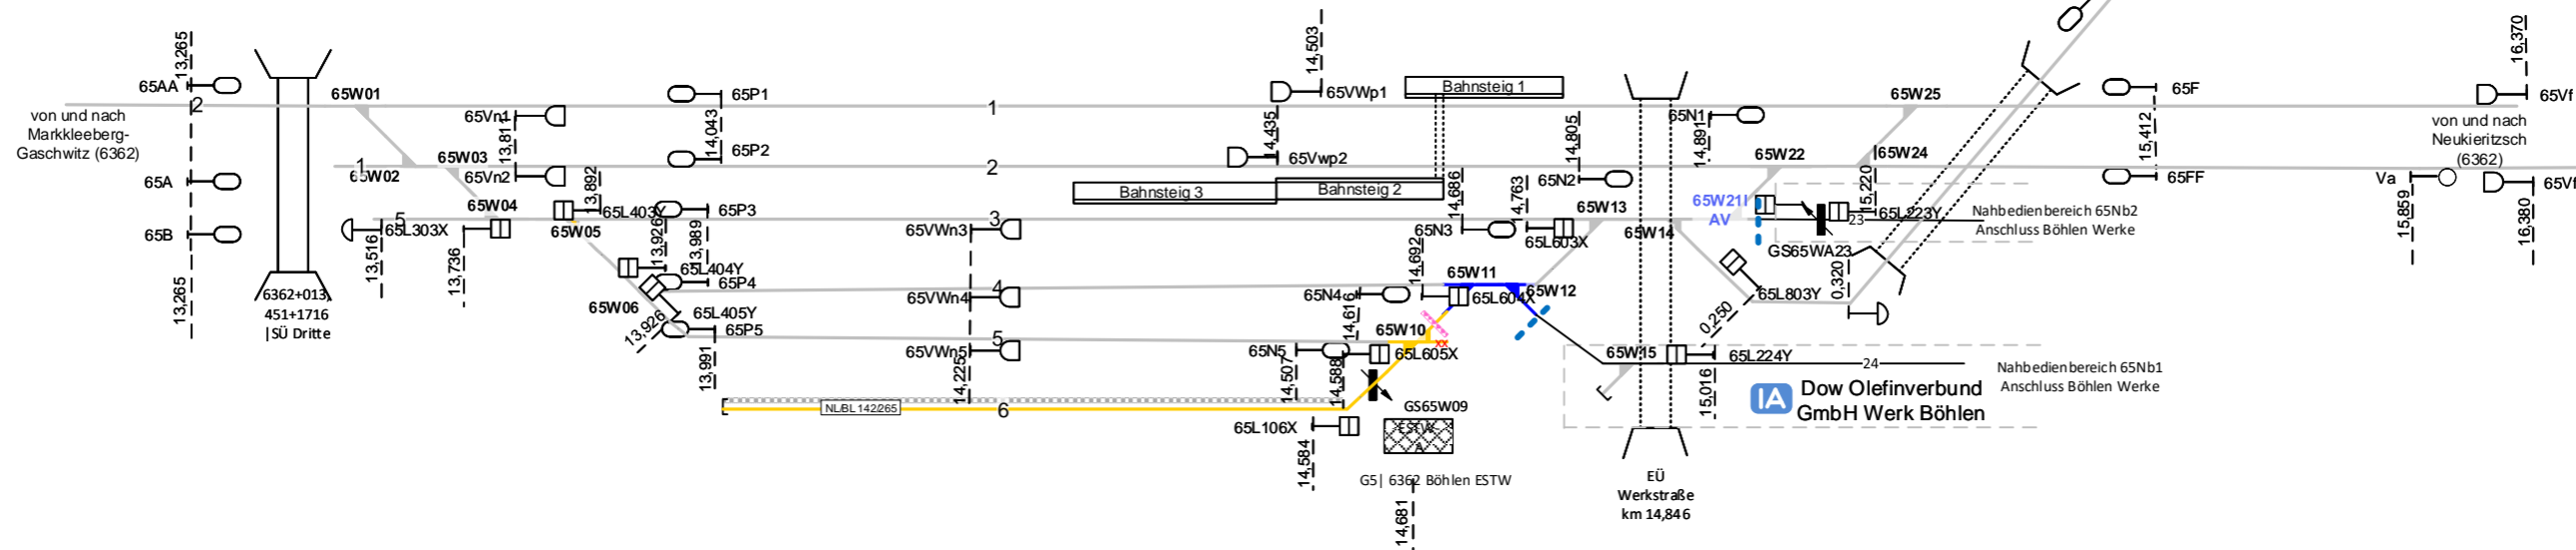 13,265
65AA
2
von und nach
Markkleeberg-
Gaschwitz (6362)
65A
65B
13,265
6362+013,
451+1716
|SÜ Dritte
65W01
1
65W02
65W03
65Vn1
13,811
65Vn2
13,892
65W04
5
65L303X
13,516
13,736
65L403Y
65W05
13,926
13,989
65P1
14,043
65P2
65P3
65L404Y
65P4
65W06
65L405Y
13,926
65P5
13,991
1
2
3
4
5
6
65VWn3
65VWn4
65VWn5
14,225
NL/BL 142/265
14,503
65VWp1
14,435
65Vwp2
Bahnsteig 1
Bahnsteig 3
Bahnsteig 2
14,686
65N3
14,763
65L603X
14,692
65N4
14,616
65W11
65L604X
65W12
65W10
xx
65N5
65L605X
14,507
14,588
GS65W09
65L106X
14,584
ESTW-
A
G5| 6362 Böhlen ESTW
14,681
14,805
65N2
65W13
65W14
65N1
14,891
65W22
65W21I
AV
65W25
65W24
15,220
65L223Y
23
GS65WA23
Nahbedienbereich 65Nb2
Anschluss Böhlen Werke
65L803Y
0,320
0,250
65W15
65L224Y
24
15,016
Nahbedienbereich 65Nb1
Anschluss Böhlen Werke
IA
Dow Olefinverbund
GmbH Werk Böhlen
EÜ
Werkstraße
km 14,846
65F
15,412
65FF
16,370
65Vf
von und nach
Neukieritzsch
(6362)
Va
15,859
65Vf
16,380